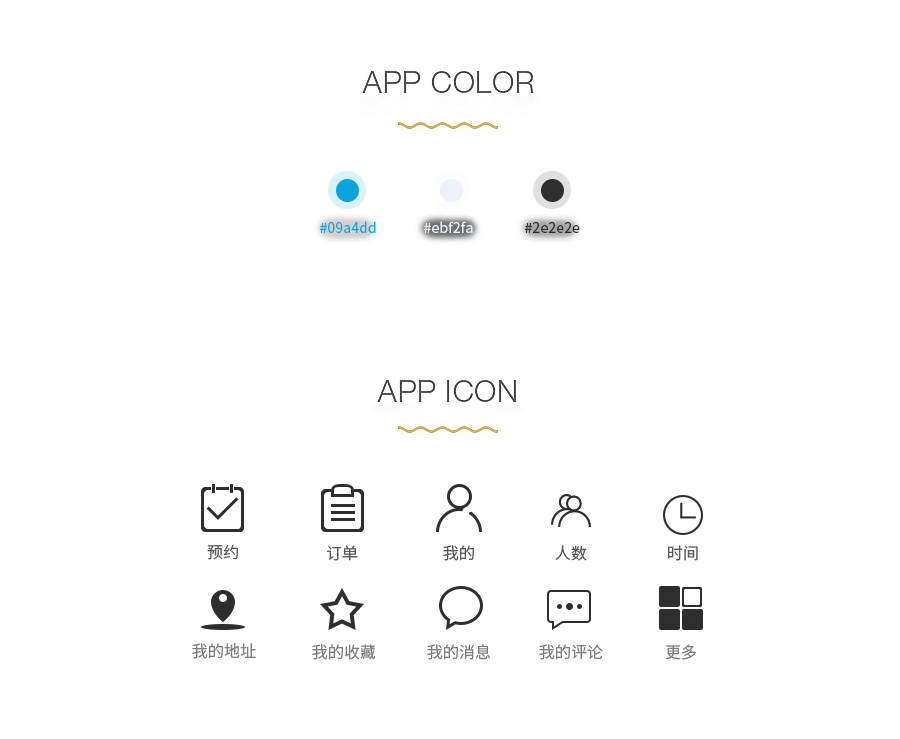 APP COLOR
#09a4dd #ebf2fa #2e2e2e
APP ICON
预约 订单 我的 人数 时间
我的地址 我的收藏 我的消息 我的评论 更多